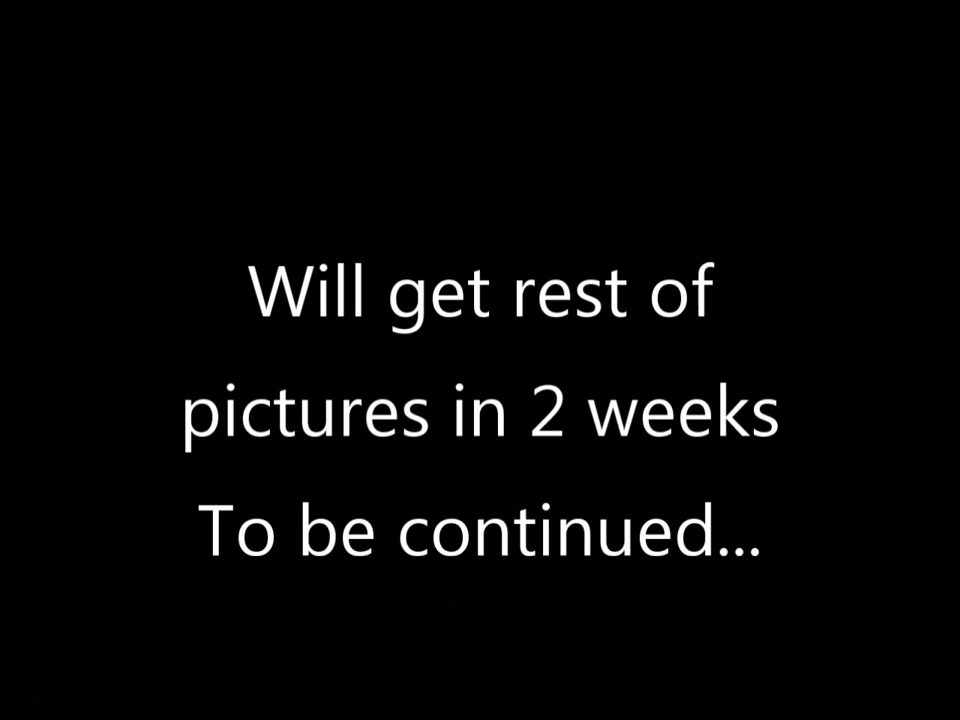 Will get rest of
pictures in 2 weeks
To be continued...